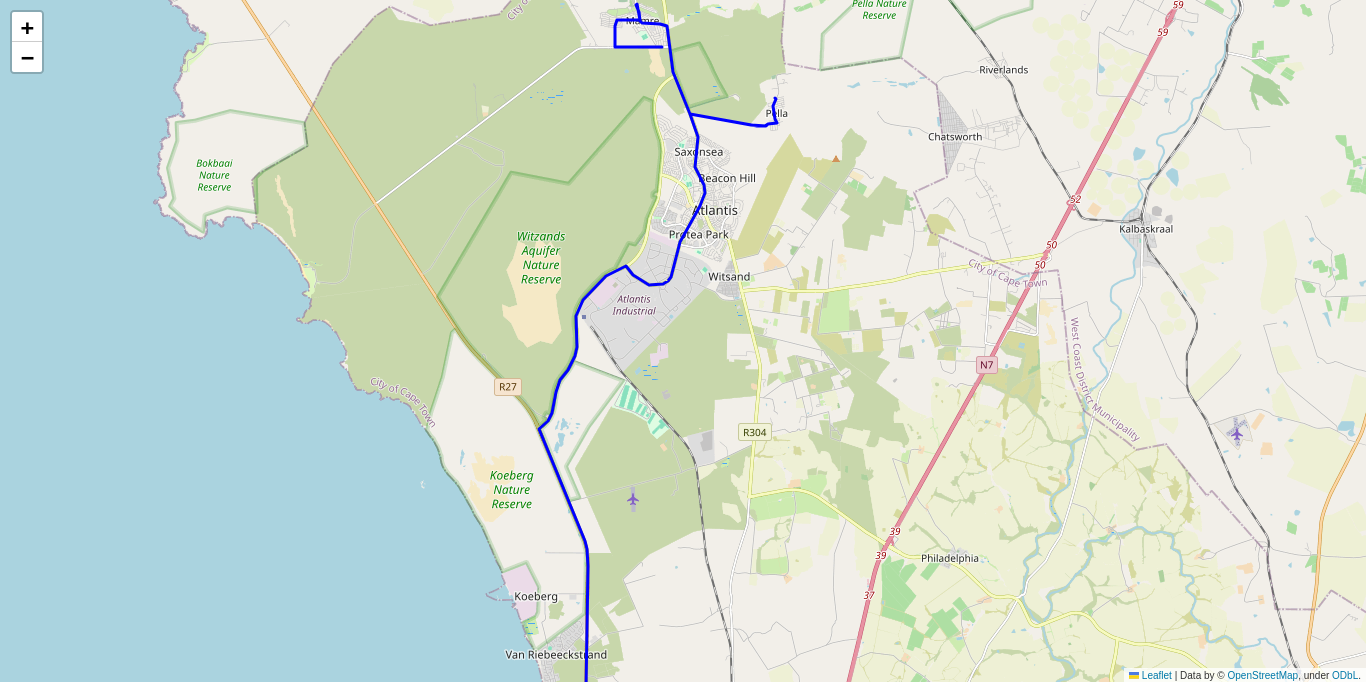 +
−
City of
Mamre
Pella Nature
Reserve
59
59
Riverlands
Pella
Chatsworth
Saxonsea
Bokbaai
Nature
Reserve
Beacon Hill
52
Atlantis
Kalbaskraal
Protea Park
Witzands
Aquifer
Nature
Reserve
50
50
City of Cape Town
Witsand
Atlantis
Industrial
West Coast District Municipality
N7
R27
City of Cape Town
R304
Koeberg
Nature
Reserve
39
39
Philadelphia
37
Koeberg
Van Riebeeckstrand
Leaflet | Data by © OpenStreetMap, under ODbL.